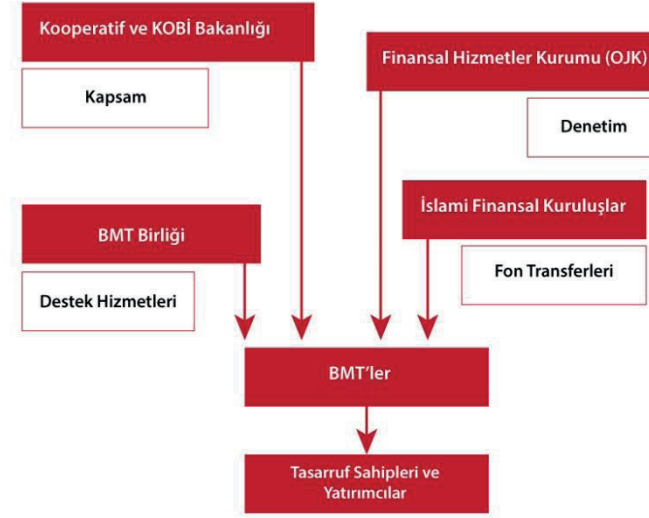 Kooperatif ve KOBİ Bakanlığı
Kapsam
Finansal Hizmetler Kurumu (OJK)
Denetim
BMT Birliği
Destek Hizmetleri
İslami Finansal Kuruluşlar
Fon Transferleri
BMT'ler
Tasarruf Sahipleri ve
Yatırımcılar